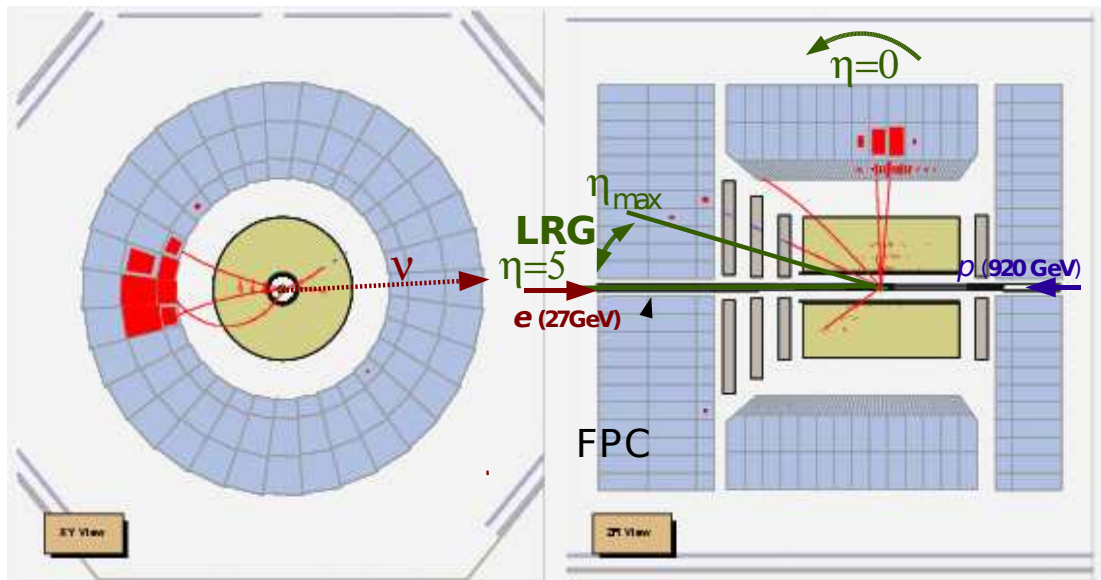 η=0
η max
LRG
η=5
ν
p (920 GeV)
e (27GeV)
FPC
XY View
ZR View